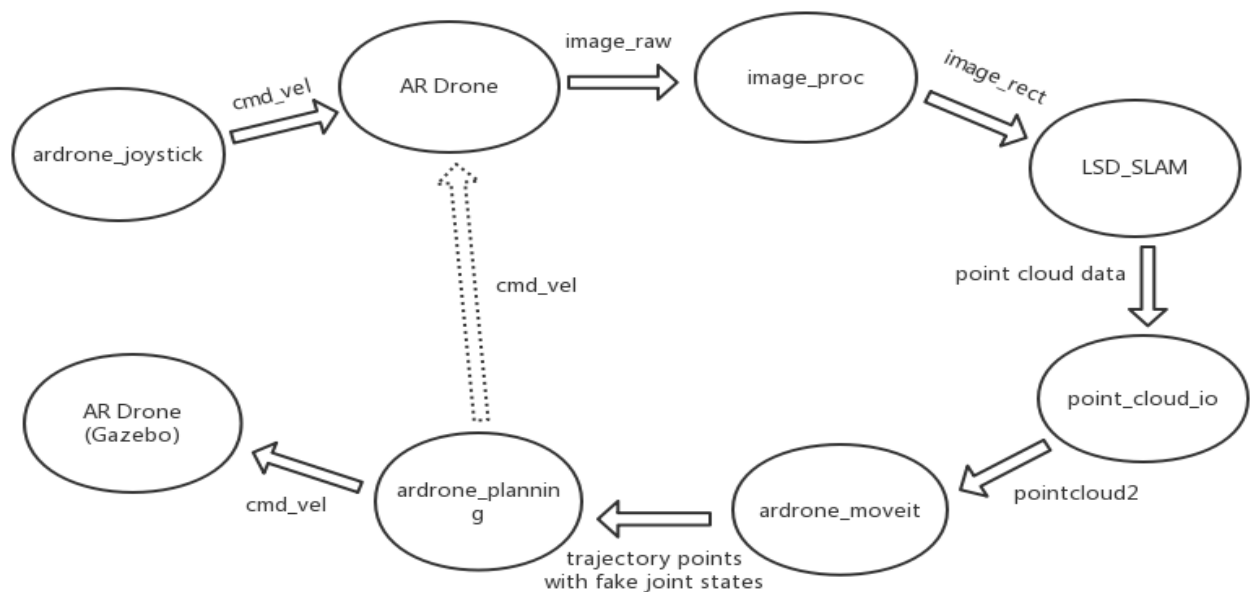 ardrone_joystick
cmd_vel
AR Drone
image_raw
image_proc
image_rect
LSD_SLAM
point cloud data
point_cloud_io
pointcloud2
ardrone_moveit
trajectory points
with fake joint states
ardrone_plannin
g
cmd_vel
cmd_vel
AR Drone
(Gazebo)